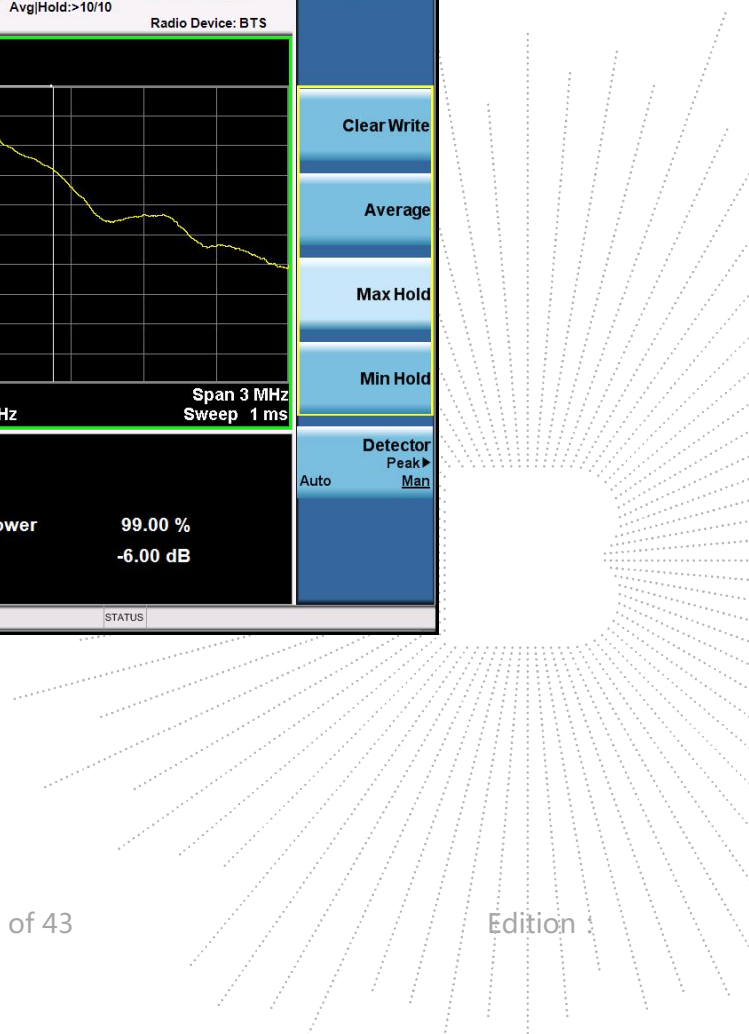 Avg|Hold:>10/10
Radio Device: BTS
Clear Write
Average
Max Hold
Min Hold
Span 3 MHz
Hz Sweep 1 ms
Detector
Peak▶
Auto Man
99.00 %
-6.00 dB
STATUS
of 43 Edition :